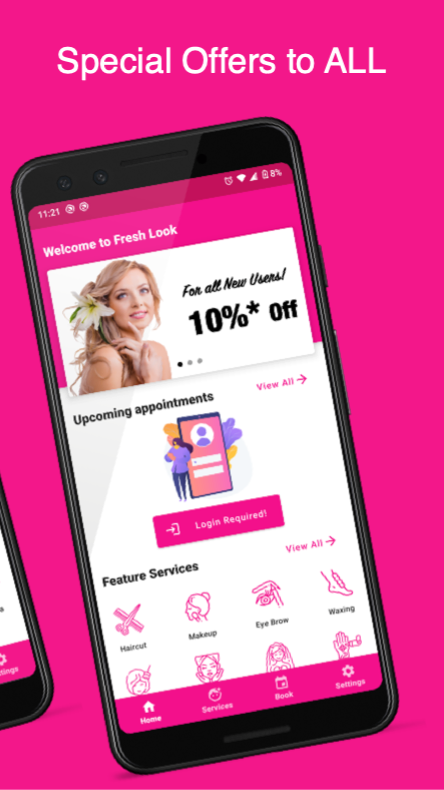 Special Offers to ALL
11:21
8%
Welcome to Fresh Look
For all New Users!
10%* Off
View All
Upcoming appointments
Login Required!
View All
Feature Services
Haircut
Makeup
Eye Brow
Waxing
Home
Services
Book
Settings